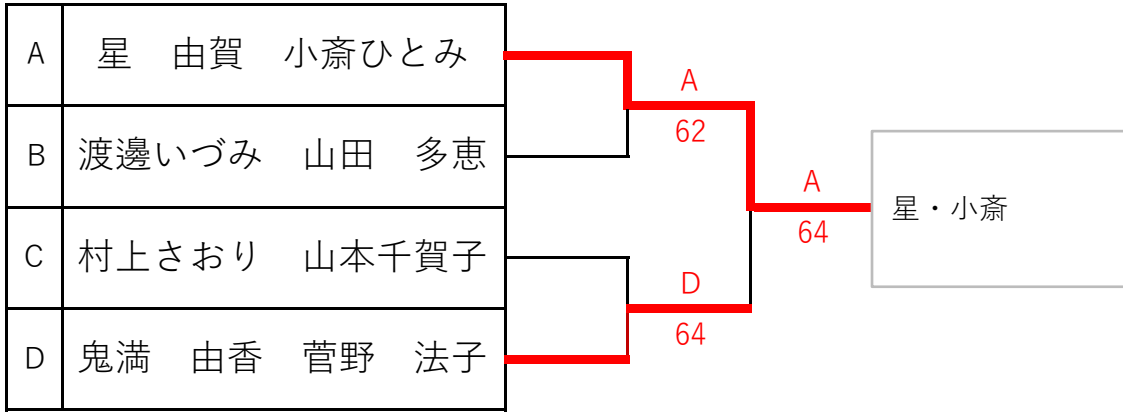 A 星　由賀　小斎ひとみ
B 渡邊いづみ　山田　多恵
C 村上さおり　山本千賀子
D 鬼満　由香　菅野　法子
A
62
D
64
A
64
星・小斎